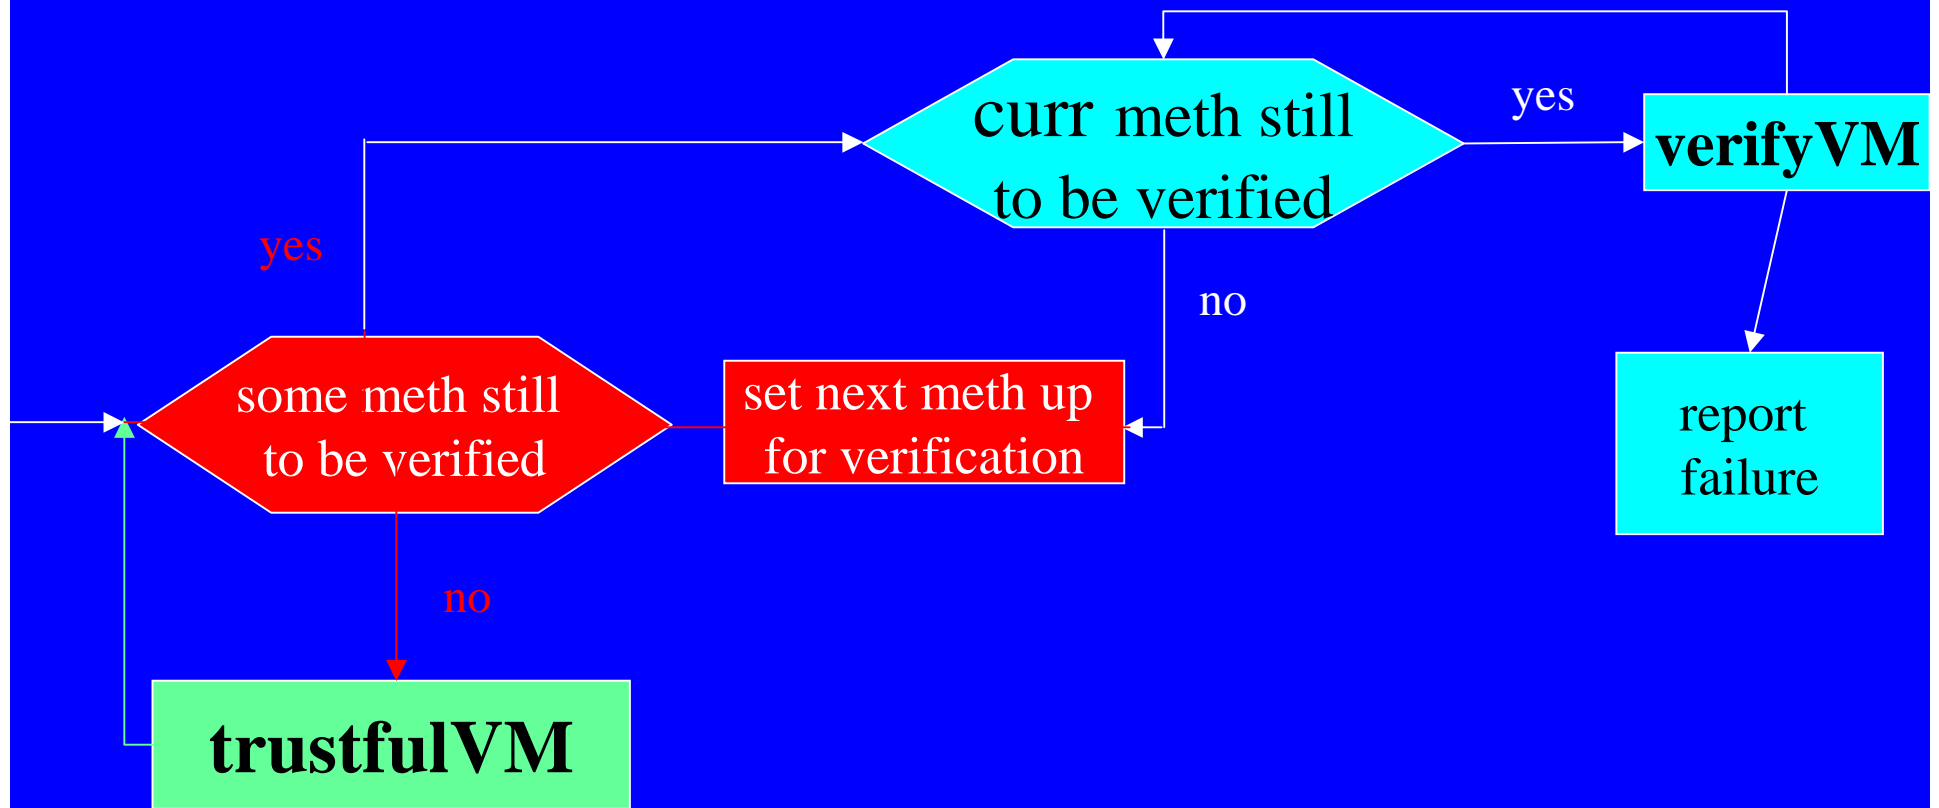 curr meth still
to be verified
yes
verifyVM
yes
no
some meth still
to be verified
set next meth up
for verification
report
failure
no
trustfulVM